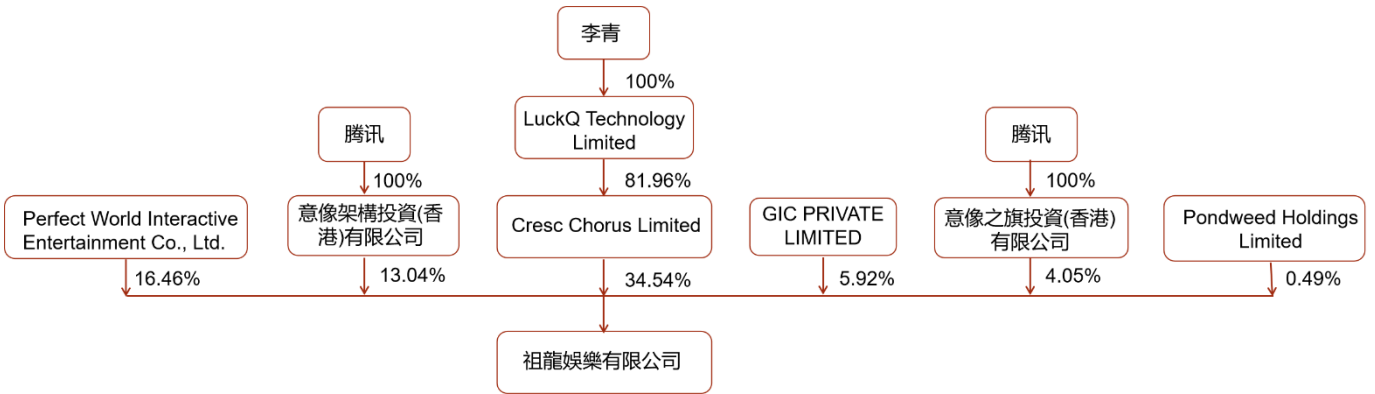 李青
100%
LuckQ Technology
Limited
腾讯
腾讯
100%
81.96%
100%
Perfect World Interactive
Entertainment Co., Ltd.
意像架構投資(香
港)有限公司
Cresc Chorus Limited
GIC PRIVATE
LIMITED
意像之旗投資(香港)
有限公司
Pondweed Holdings
Limited
16.46%
13.04%
34.54%
5.92%
4.05%
0.49%
祖龍娛樂有限公司